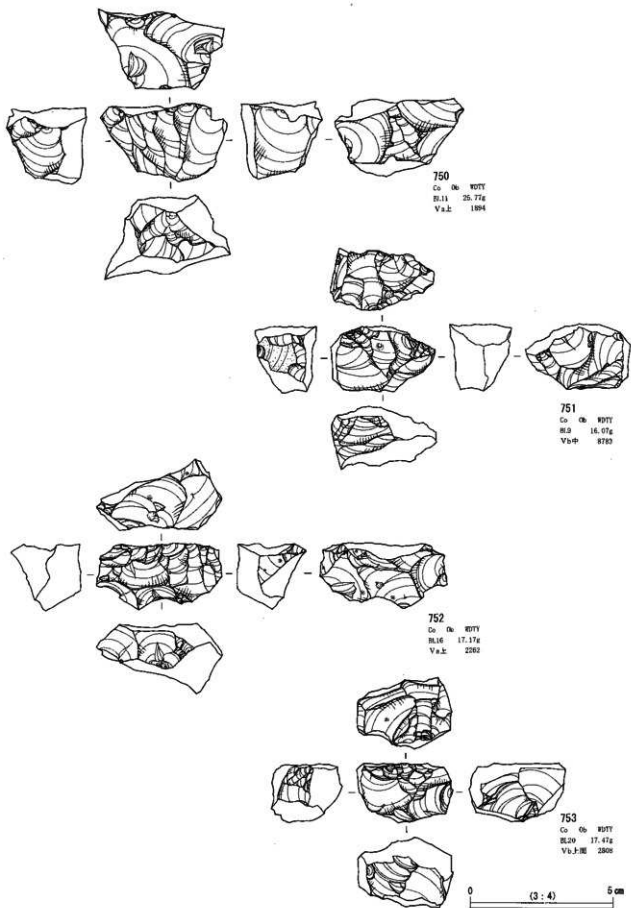 750
Co Ob WDTY
BL11 25.77g
Va上 1894
751
Co Ob WDTY
BL9 16.07g
Vb中 8783
752
Co Ob WDTY
BL16 17.17g
Va上 2262
753
Co Ob WDTY
BL20 17.47g
Vb上面 2808
0 (3:4) 5cm